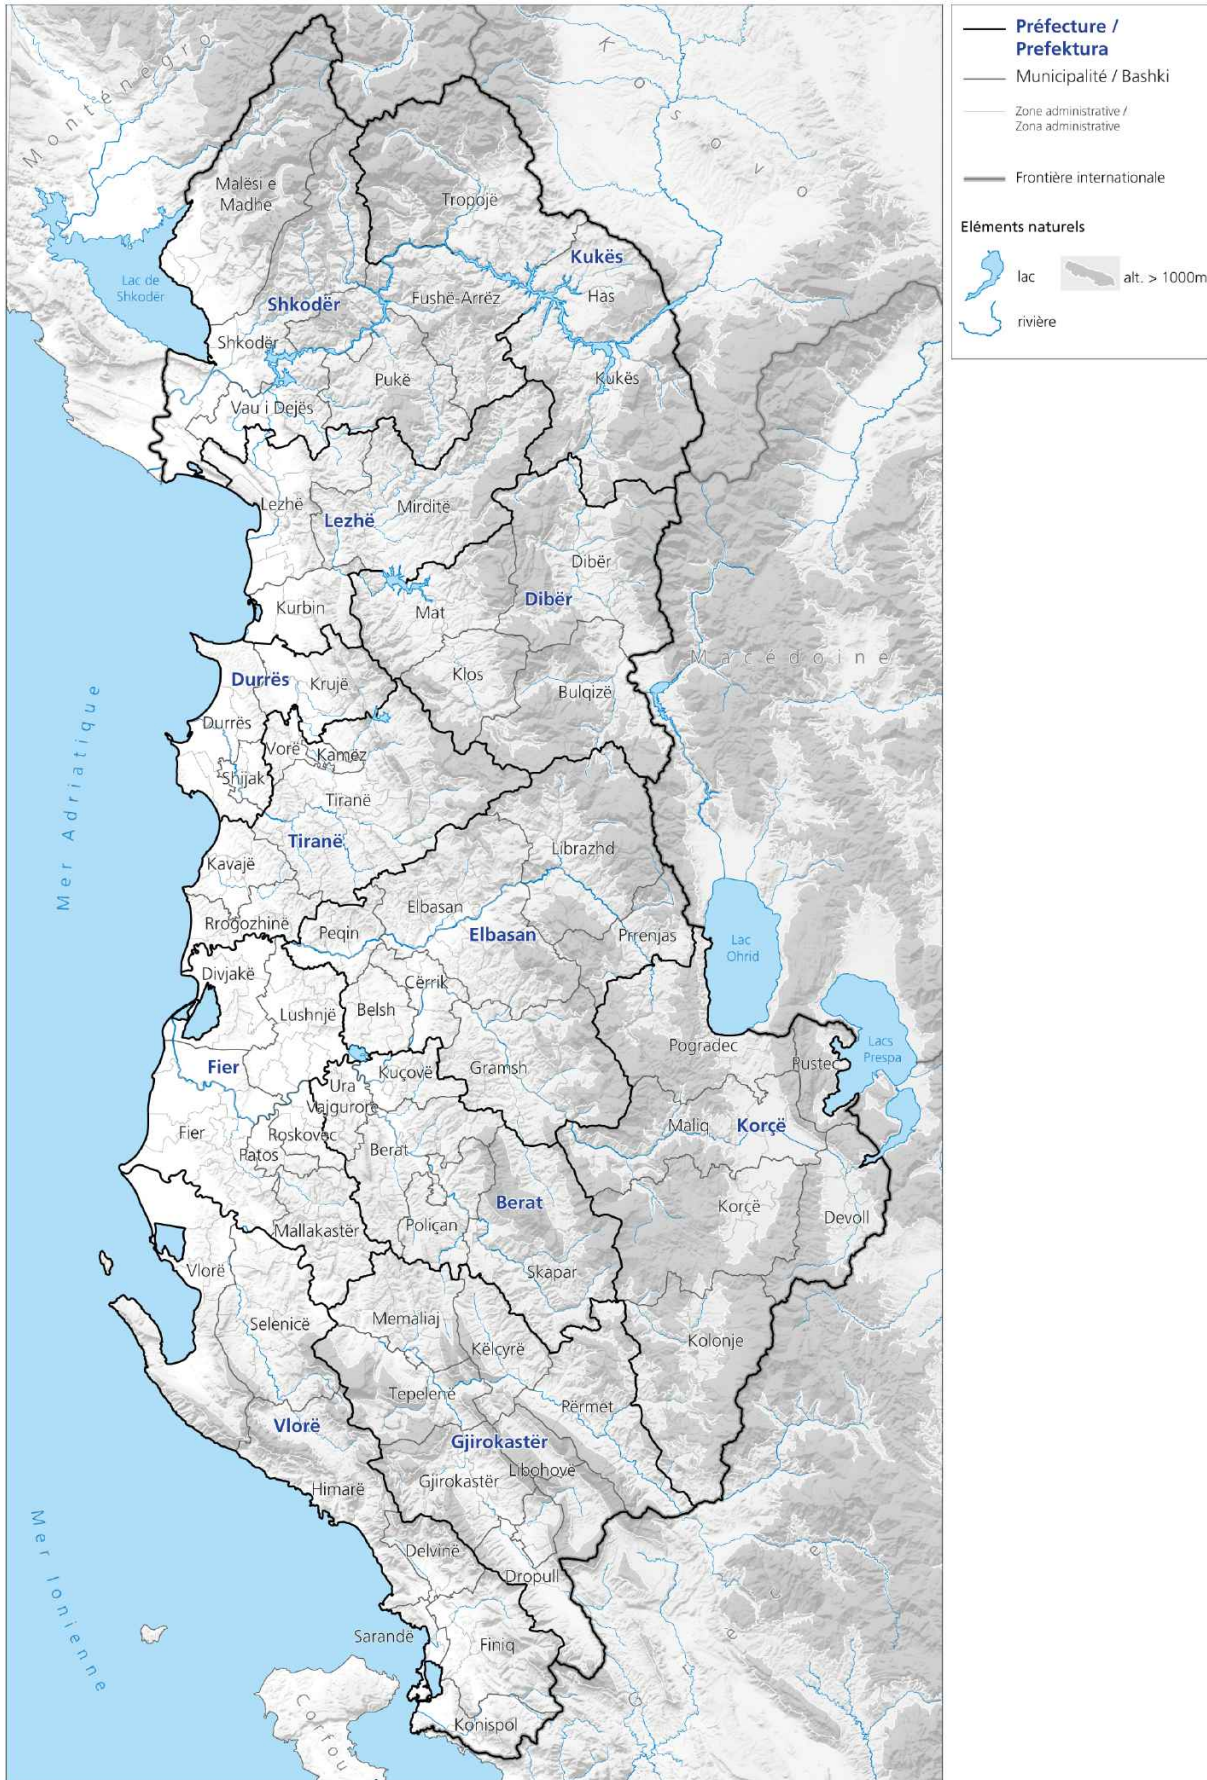 Préfecture /
Prefektura
Municipalité / Bashki
Zone administrative /
Zona administrative
Frontière internationale
Eléments naturels
lac
alt. > 1000m
rivière
Monténégro
Kosovo
Malësi e
Madhe
Tropojë
Lac de
Shkodër
Kukës
Shkodër
Fushë-Arrëz
Has
Shkodër
Pukë
Kukës
Vau i Dejës
Lezhë
Mirditë
Lezhë
Dibër
Dibër
Kurbin
Mat
Macédoine
Durrës
Krujë
Klos
Bulqizë
Mer Adriatique
Durrës
Vorë
Kamëz
Shijak
Tiranë
Tiranë
Librazhd
Kavajë
Elbasan
Rrogozhinë
Peqin
Elbasan
Prrenjas
Lac
Ohrid
Divjakë
Cërrik
Lushnjë
Belsh
Pogradec
Lacs
Prespa
Pustec
Fier
Kuçovë
Gramsh
Ura
Vajgurore
Fier
Roskovec
Patos
Berat
Maliq
Korçë
Berat
Korçë
Devoll
Mallakastër
Poliçan
Vlorë
Skapar
Selenicë
Memaliaj
Këlcyrë
Kolonje
Tepelenë
Përmet
Vlorë
Gjirokastër
Libohovë
Gjirokastër
Himarë
Mer Ionienne
Delvinë
Dropull
Grèce
Sarandë
Finiq
Konispol
Corfou